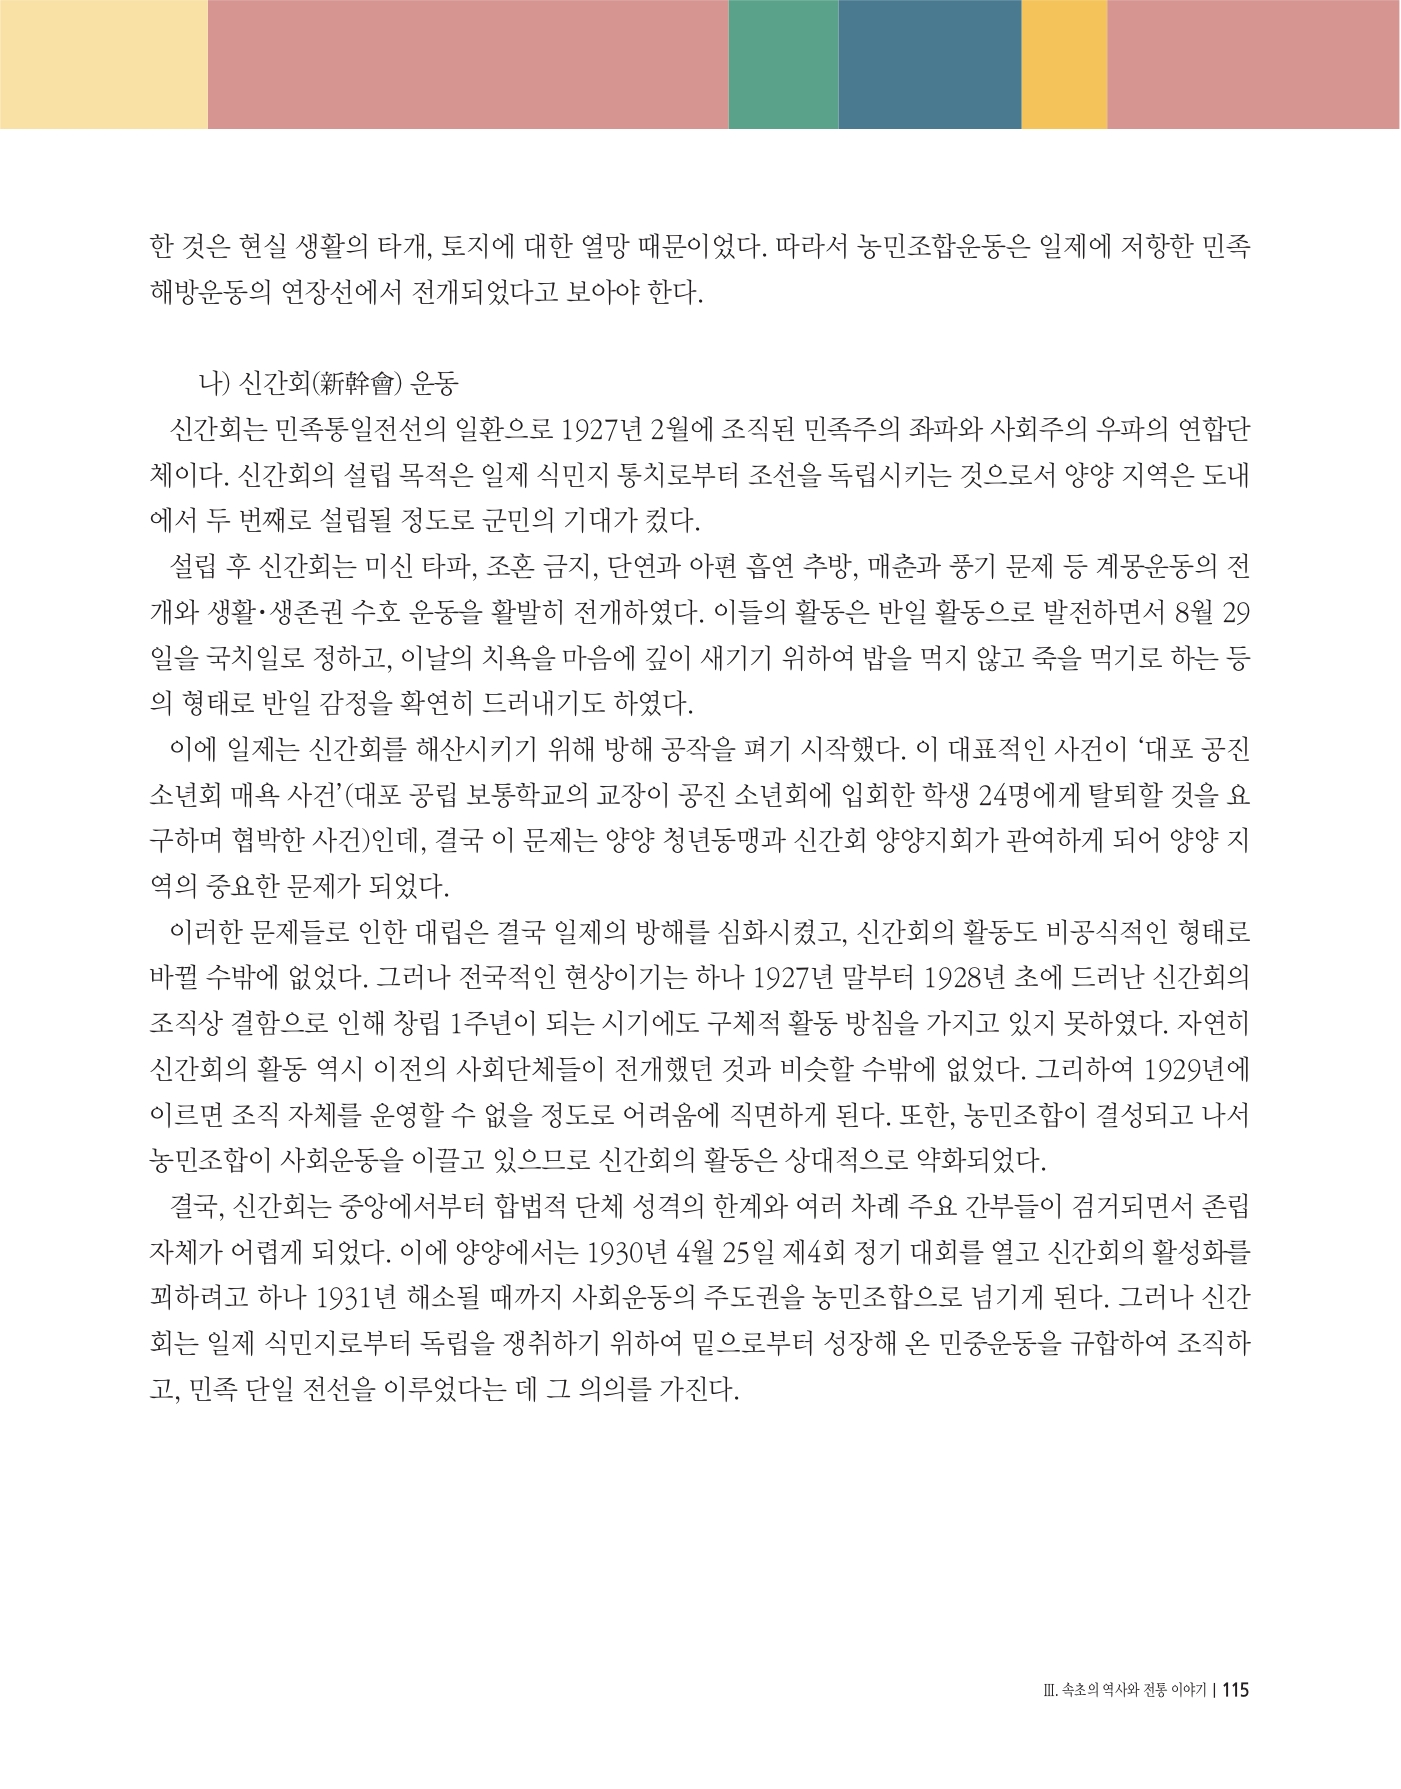 한 것은 현실 생활의 타개, 토지에 대한 열망 때문이었다. 따라서 농민조합운동은 일제에 저항한 민족
해방운동의 연장선에서 전개되었다고 보아야 한다.
나) 신간회(新幹會) 운동
신간회는 민족통일전선의 일환으로 1927년 2월에 조직된 민족주의 좌파와 사회주의 우파의 연합단
체이다. 신간회의 설립 목적은 일제 식민지 통치로부터 조선을 독립시키는 것으로서 양양 지역은 도내
에서 두 번째로 설립될 정도로 군민의 기대가 컸다.
설립 후 신간회는 미신 타파, 조혼 금지, 단연과 아편 흡연 추방, 매춘과 풍기 문제 등 계몽운동의 전
개와 생활·생존권 수호 운동을 활발히 전개하였다. 이들의 활동은 반일 활동으로 발전하면서 8월 29
일을 국치일로 정하고, 이날의 치욕을 마음에 깊이 새기기 위하여 밥을 먹지 않고 죽을 먹기로 하는 등
의 형태로 반일 감정을 확연히 드러내기도 하였다.
이에 일제는 신간회를 해산시키기 위해 방해 공작을 펴기 시작했다. 이 대표적인 사건이 ‘대포 공진
소년회 매욕 사건’(대포 공립 보통학교의 교장이 공진 소년회에 입회한 학생 24명에게 탈퇴할 것을 요
구하며 협박한 사건)인데, 결국 이 문제는 양양 청년동맹과 신간회 양양지회가 관여하게 되어 양양 지
역의 중요한 문제가 되었다.
이러한 문제들로 인한 대립은 결국 일제의 방해를 심화시켰고, 신간회의 활동도 비공식적인 형태로
바뀔 수밖에 없었다. 그러나 전국적인 현상이기는 하나 1927년 말부터 1928년 초에 드러난 신간회의
조직상 결함으로 인해 창립 1주년이 되는 시기에도 구체적 활동 방침을 가지고 있지 못하였다. 자연히
신간회의 활동 역시 이전의 사회단체들이 전개했던 것과 비슷할 수밖에 없었다. 그리하여 1929년에
이르면 조직 자체를 운영할 수 없을 정도로 어려움에 직면하게 된다. 또한, 농민조합이 결성되고 나서
농민조합이 사회운동을 이끌고 있으므로 신간회의 활동은 상대적으로 약화되었다.
결국, 신간회는 중앙에서부터 합법적 단체 성격의 한계와 여러 차례 주요 간부들이 검거되면서 존립
자체가 어렵게 되었다. 이에 양양에서는 1930년 4월 25일 제4회 정기 대회를 열고 신간회의 활성화를
꾀하려고 하나 1931년 해소될 때까지 사회운동의 주도권을 농민조합으로 넘기게 된다. 그러나 신간
회는 일제 식민지로부터 독립을 쟁취하기 위하여 밑으로부터 성장해 온 민중운동을 규합하여 조직하
고, 민족 단일 전선을 이루었다는 데 그 의의를 가진다.
Ⅲ. 속초의 역사와 전통 이야기 | 115